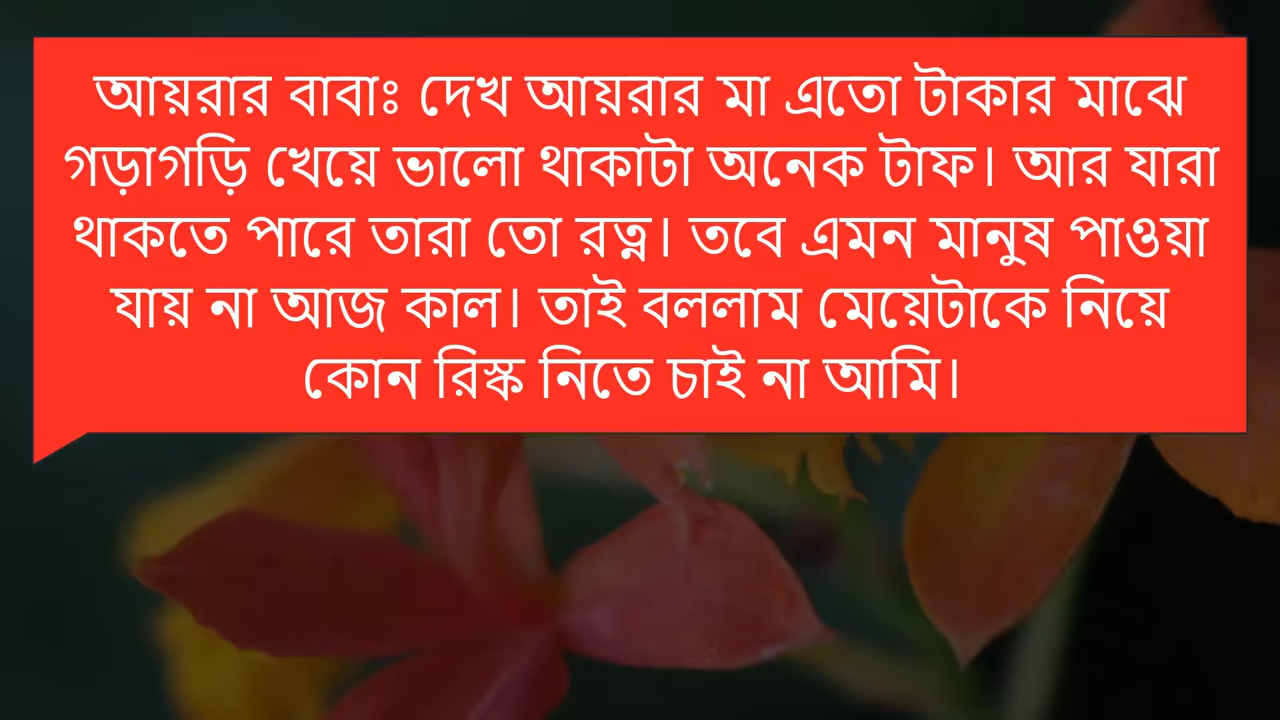 আয়রার বাবাঃ দেখ আয়রার মা এতো টাকার মাঝে
গড়াগড়ি খেয়ে ভালো থাকাটা অনেক টাফ। আর যারা
থাকতে পারে তারা তো রত্ন। তবে এমন মানুষ পাওয়া
যায় না আজ কাল। তাই বললাম মেয়েটাকে নিয়ে
কোন রিস্ক নিতে চাই না আমি।